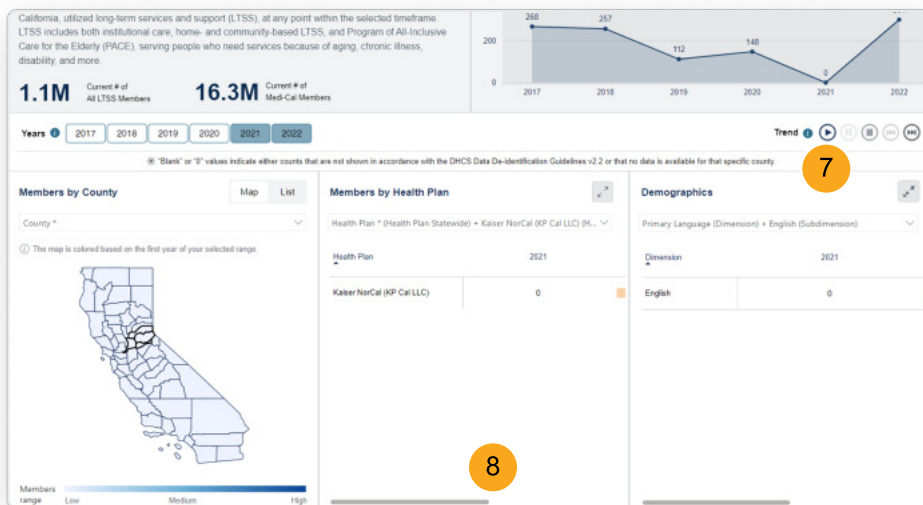 California, utilized long-term services and support (LTSS), at any point within the selected timeframe.
LTSS includes both institutional care, home- and community-based LTSS, and Program of All-Inclusive
Care for the Elderly (PACE), serving people who need services because of aging, chronic illness,
disability, and more.
1.1M Current # of All LTSS Members
16.3M Current # of Medi-Cal Members
268
257
112
148
0
200
0
2017 2018 2019 2020 2021 2022
Years 2017 2018 2019 2020 2021 2022
Trend
7
"Blank" or "0" values indicate either counts that are not shown in accordance with the DHCS Data De-identification Guidelines v2.2 or that no data is available for that specific county.
Members by County
Map List
County *
The map is colored based on the first year of your selected range.
Members range
Low Medium High
Members by Health Plan
Health Plan * (Health Plan Statewide) + Kaiser NorCal (KP Cal LLC) (H...
Health Plan 2021
Kaiser NorCal (KP Cal LLC) 0
8
Demographics
Primary Language (Dimension) + English (Subdimension)
Dimension 2021
English 0